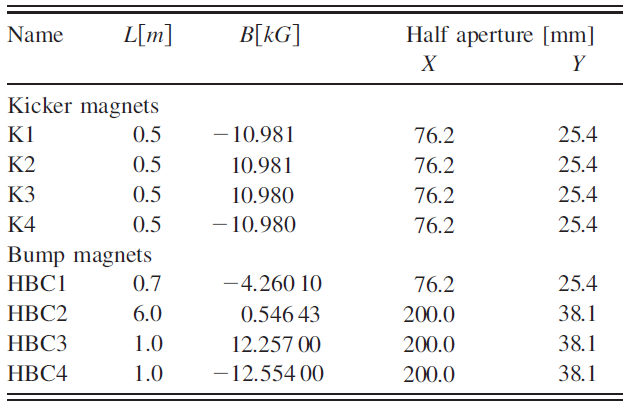 Name L[m] B[kG] Half aperture [mm]
X Y
Kicker magnets
K1 0.5 −10.981 76.2 25.4
K2 0.5 10.981 76.2 25.4
K3 0.5 10.980 76.2 25.4
K4 0.5 −10.980 76.2 25.4
Bump magnets
HBC1 0.7 −4.260 10 76.2 25.4
HBC2 6.0 0.546 43 200.0 38.1
HBC3 1.0 12.257 00 200.0 38.1
HBC4 1.0 −12.554 00 200.0 38.1